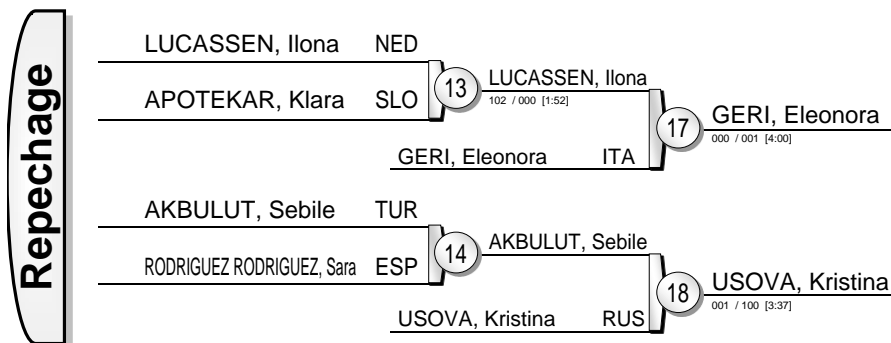 Repechage
LUCASSEN, Ilona NED
APOTEKAR, Klara SLO
13
LUCASSEN, Ilona
102 / 000 [1:52]
GERI, Eleonora ITA
17
GERI, Eleonora
000 / 001 [4:00]
AKBULUT, Sebile TUR
RODRIGUEZ RODRIGUEZ, Sara ESP
14
AKBULUT, Sebile
USOVA, Kristina RUS
18
USOVA, Kristina
001 / 100 [3:37]